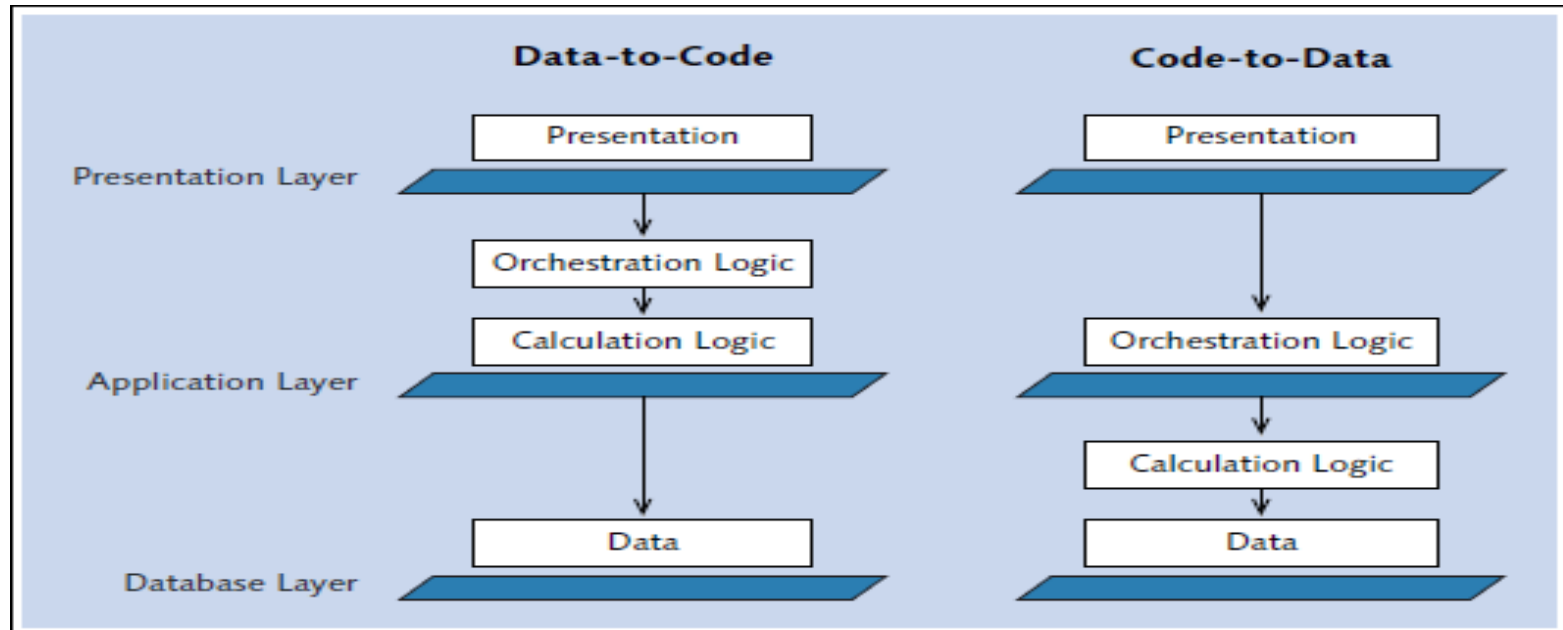 Data-to-Code
Code-to-Data
Presentation
Presentation
Presentation Layer
Orchestration Logic
Calculation Logic
Orchestration Logic
Application Layer
Calculation Logic
Data
Data
Database Layer